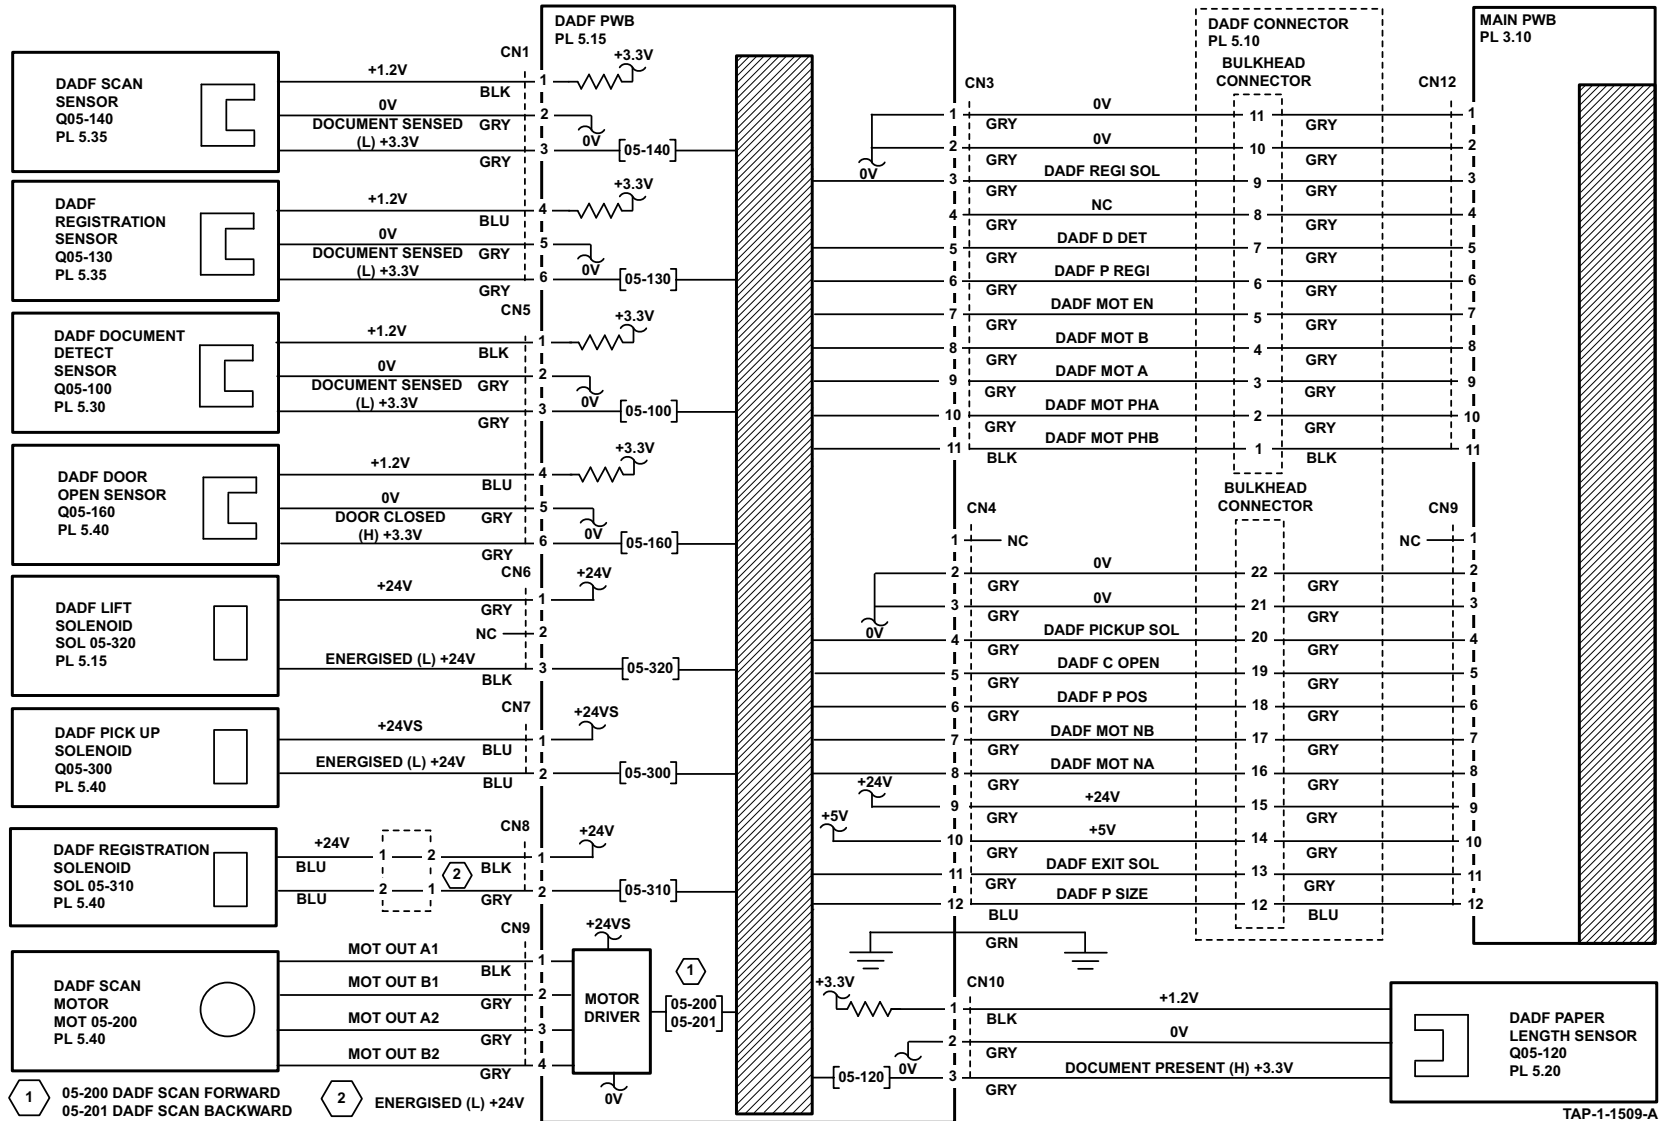 DADF PWB
PL 5.15
DADF CONNECTOR
PL 5.10
BULKHEAD
CONNECTOR
MAIN PWB
PL 3.10
DADF SCAN
SENSOR
Q05-140
PL 5.35
CN1
+1.2V
BLK
1
+3.3V
0V
GRY
2
0V
DOCUMENT SENSED
(L) +3.3V
GRY
3
[05-140]
DADF
REGISTRATION
SENSOR
Q05-130
PL 5.35
+1.2V
BLU
4
+3.3V
0V
GRY
5
0V
DOCUMENT SENSED
(L) +3.3V
GRY
6
[05-130]
DADF DOCUMENT
DETECT
SENSOR
Q05-100
PL 5.30
CN5
+1.2V
BLK
1
+3.3V
0V
GRY
2
0V
DOCUMENT SENSED
(L) +3.3V
GRY
3
[05-100]
DADF DOOR
OPEN SENSOR
Q05-160
PL 5.40
+1.2V
BLU
4
+3.3V
0V
GRY
5
0V
DOOR CLOSED
(H) +3.3V
GRY
6
[05-160]
DADF LIFT
SOLENOID
SOL 05-320
PL 5.15
CN6
+24V
GRY
1
+24V
NC
2
ENERGISED (L) +24V
BLK
3
[05-320]
DADF PICK UP
SOLENOID
Q05-300
PL 5.40
CN7
+24VS
BLU
1
+24VS
ENERGISED (L) +24V
BLU
2
[05-300]
DADF REGISTRATION
SOLENOID
SOL 05-310
PL 5.40
CN8
+24V
BLU
1 2
BLK
1
+24V
BLU
2 1
2
GRY
2
[05-310]
DADF SCAN
MOTOR
MOT 05-200
PL 5.40
CN9
MOT OUT A1
BLK
1
MOT OUT B1
GRY
2
MOT OUT A2
GRY
3
MOT OUT B2
GRY
4
+24VS
MOTOR
DRIVER
0V
1
[05-200
05-201]
CN3
CN12
0V
1 GRY 11 GRY 1
0V
2 GRY 10 GRY 2
0V
DADF REGI SOL
3 GRY 9 GRY 3
NC
4 GRY 8 GRY 4
DADF D DET
5 GRY 7 GRY 5
DADF P REGI
6 GRY 6 GRY 6
DADF MOT EN
7 GRY 5 GRY 7
DADF MOT B
8 GRY 4 GRY 8
DADF MOT A
9 GRY 3 GRY 9
DADF MOT PHA
10 GRY 2 GRY 10
DADF MOT PHB
11 BLK 1 BLK 11
BULKHEAD
CONNECTOR
CN4
CN9
1 NC NC 1
0V
2 GRY 22 GRY 2
0V
3 GRY 21 GRY 3
0V
DADF PICKUP SOL
4 GRY 20 GRY 4
DADF C OPEN
5 GRY 19 GRY 5
DADF P POS
6 GRY 18 GRY 6
DADF MOT NB
7 GRY 17 GRY 7
DADF MOT NA
8 GRY 16 GRY 8
+24V
+24V
9 GRY 15 GRY 9
+5V
+5V
10 GRY 14 GRY 10
DADF EXIT SOL
11 GRY 13 GRY 11
DADF P SIZE
12 BLU 12 BLU 12
GRN
CN10
+3.3V
+1.2V
1 BLK
0V
0V
2 GRY
DOCUMENT PRESENT (H) +3.3V
[05-120] 3 GRY
DADF PAPER
LENGTH SENSOR
Q05-120
PL 5.20
1 05-200 DADF SCAN FORWARD
05-201 DADF SCAN BACKWARD
2 ENERGISED (L) +24V
TAP-1-1509-A